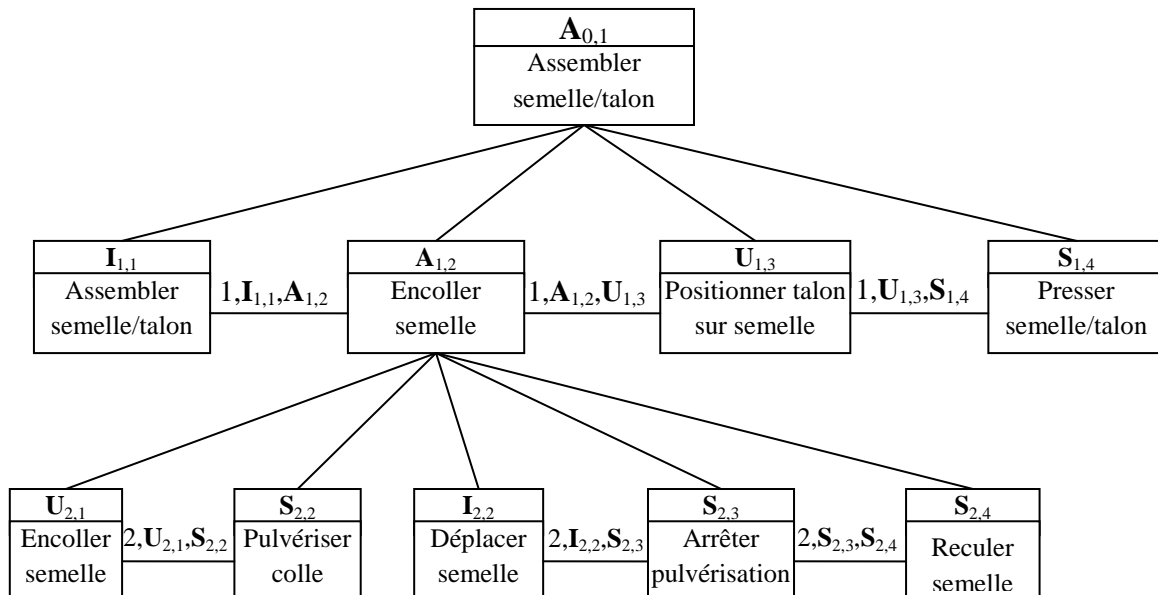 A0,1
Assembler
semelle/talon
I1,1
Assembler
semelle/talon
1,I1,1,A1,2
A1,2
Encoller
semelle
1,A1,2,U1,3
U1,3
Positionner talon
sur semelle
1,U1,3,S1,4
S1,4
Presser
semelle/talon
U2,1
Encoller
semelle
2,U2,1,S2,2
S2,2
Pulvériser
colle
I2,2
Déplacer
semelle
2,I2,2,S2,3
S2,3
Arrêter
pulvérisation
2,S2,3,S2,4
S2,4
Reculer
semelle